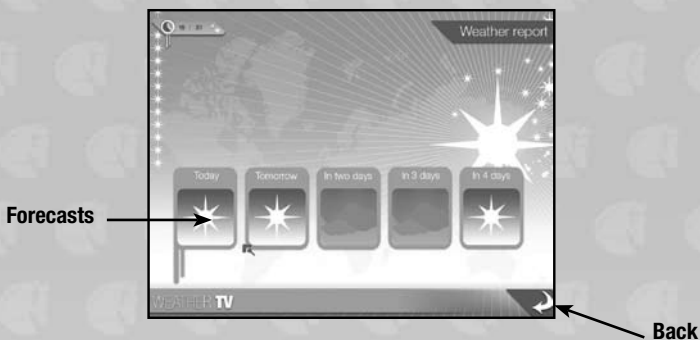 Weather report
Today
Tomorrow
In two days
In 3 days
In 4 days
Forecasts
WEATHER TV
Back